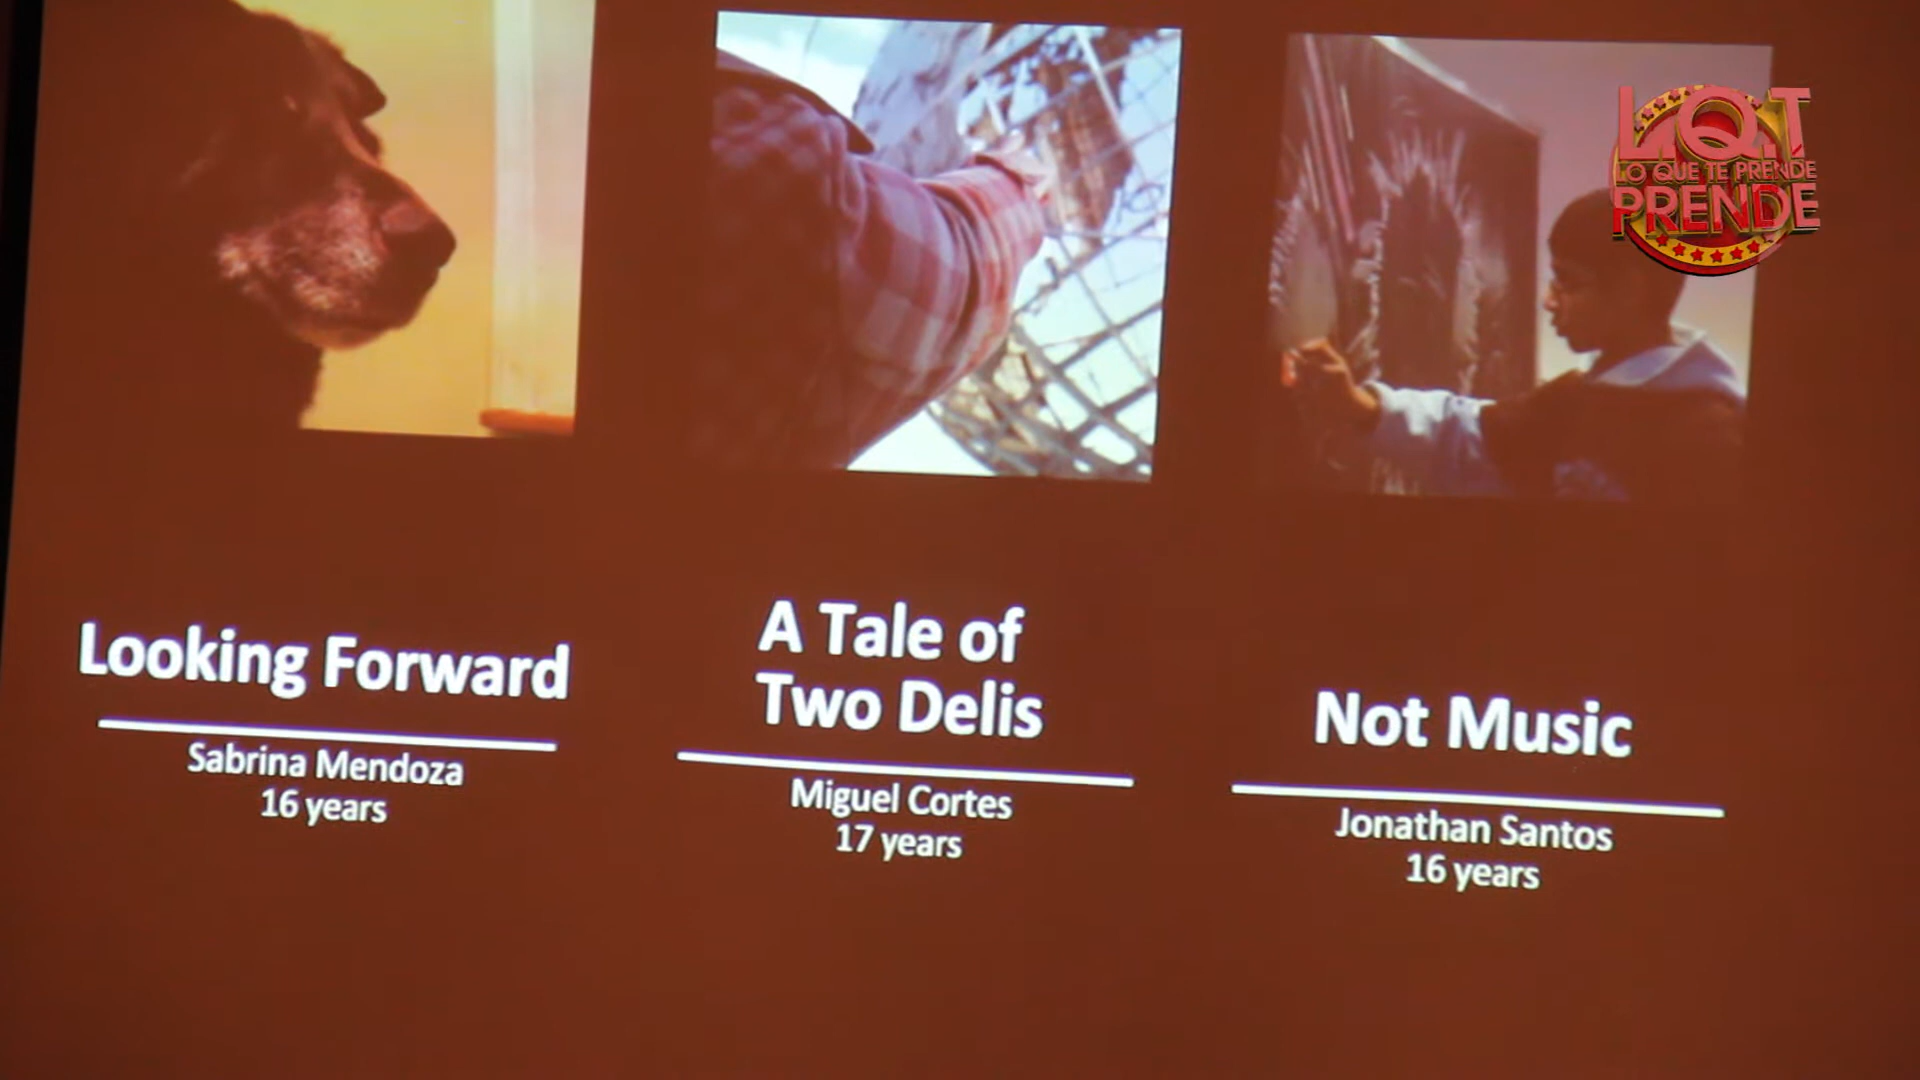 L.Q.T
LO QUE TE PRENDE
PRENDE
Looking Forward
Sabrina Mendoza
16 years
A Tale of
Two Delis
Miguel Cortes
17 years
Not Music
Jonathan Santos
16 years